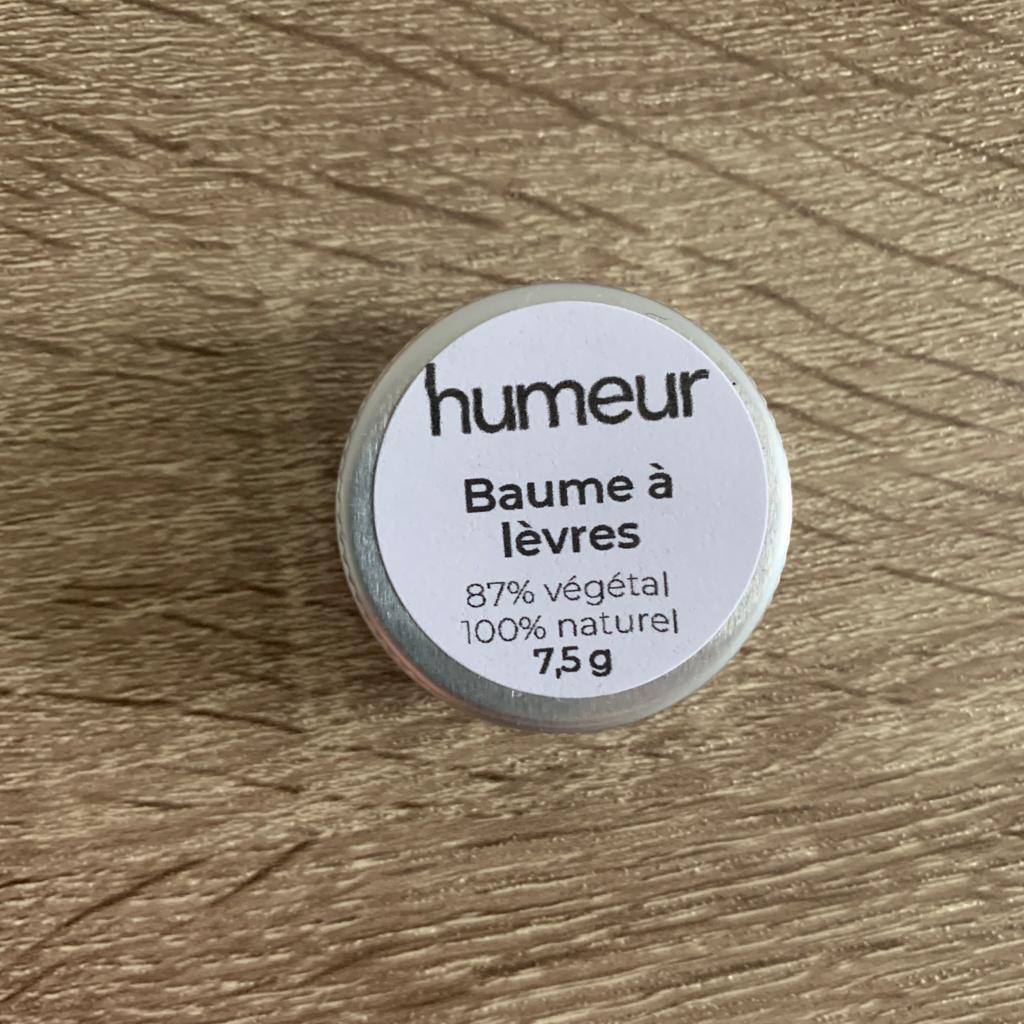 humeur
Baume à
lèvres
87% végétal
100% naturel
7,5 g